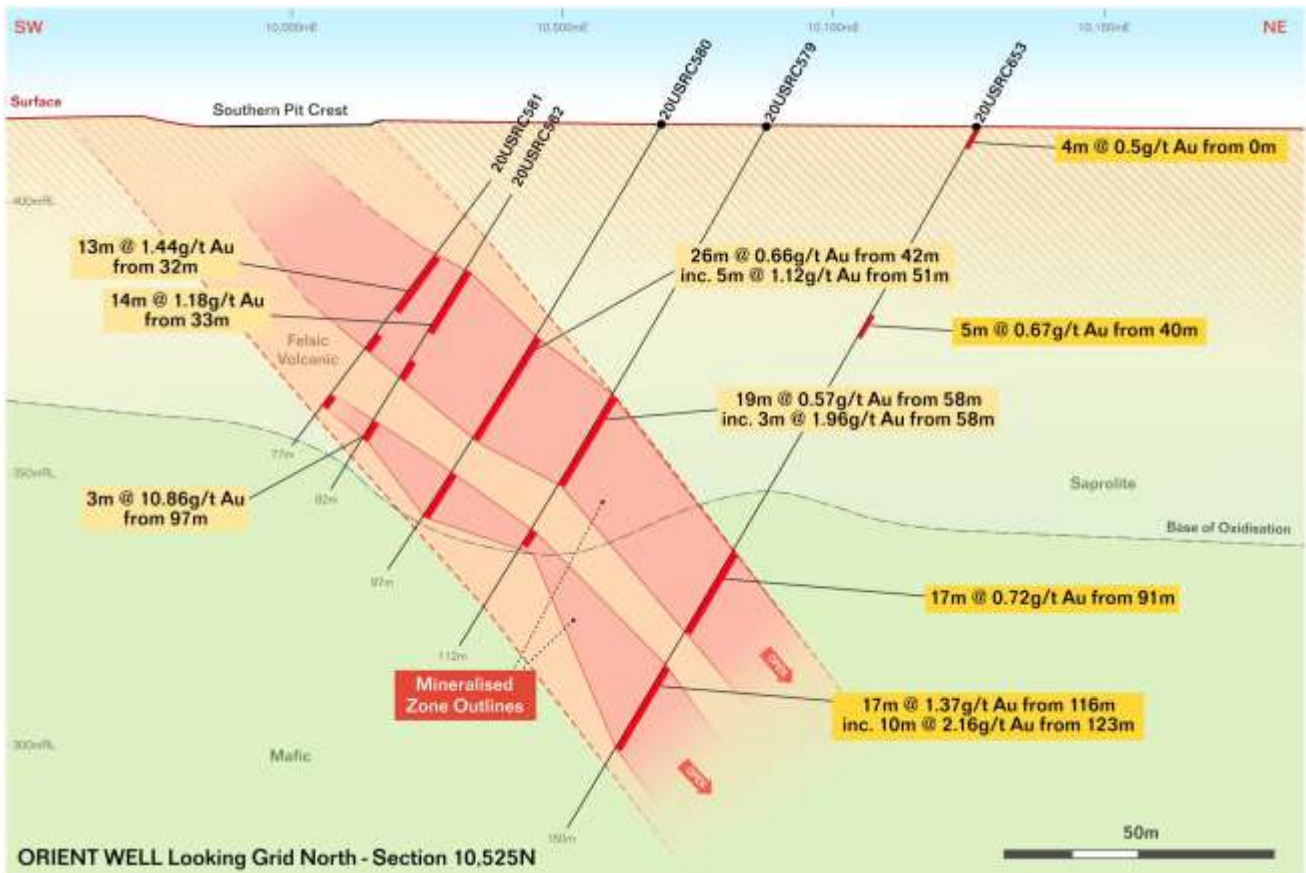 SW
10,000mE
10,100mE
10,150mE
NE
Surface
Southern Pit Crest
20USRC581
20USRC580
20USRC579
20USRC653
4m @ 0.5g/t Au from 0m
400mRL
13m @ 1.44g/t Au
from 32m
26m @ 0.66g/t Au from 42m
inc. 5m @ 1.12g/t Au from 51m
14m @ 1.18g/t Au
from 33m
5m @ 0.67g/t Au from 40m
Felsic
Volcanic
19m @ 0.57g/t Au from 58m
inc. 3m @ 1.96g/t Au from 58m
77m
350mRL
Saprolite
3m @ 10.86g/t Au
from 97m
92m
Base of Oxidisation
97m
17m @ 0.72g/t Au from 91m
112m
OPEN
Mineralised
Zone Outlines
17m @ 1.37g/t Au from 116m
inc. 10m @ 2.16g/t Au from 123m
300mRL
Mafic
OPEN
150m
50m
ORIENT WELL Looking Grid North - Section 10,525N